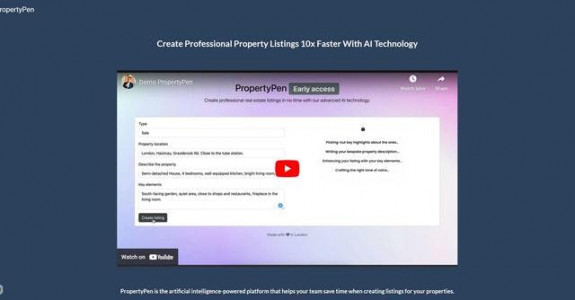 PropertyPen
Create Professional Property Listings 10x Faster With AI Technology
Demo PropertyPen
PropertyPen Early access
Watch later Share
Create professional real estate listings in no time with our advanced AI technology.
Type
Sale
Property location
London, Hainault, Brocket Rd. Close to the tube station.
Describe the property
Semi detached House, 4 bedrooms, well equipped kitchen, bright living room.
Key elements
South-facing garden, quiet area, close to shops and restaurants, fireplace in the
living room.
Create listing
Picking out key highlights about the area...
Writing your bespoke property description...
Enhancing your listing with your key elements...
Crafting the right tone of voice...
Made with in London
Watch on YouTube
PropertyPen is the artificial intelligence-powered platform that helps your team save time when creating listings for your properties.